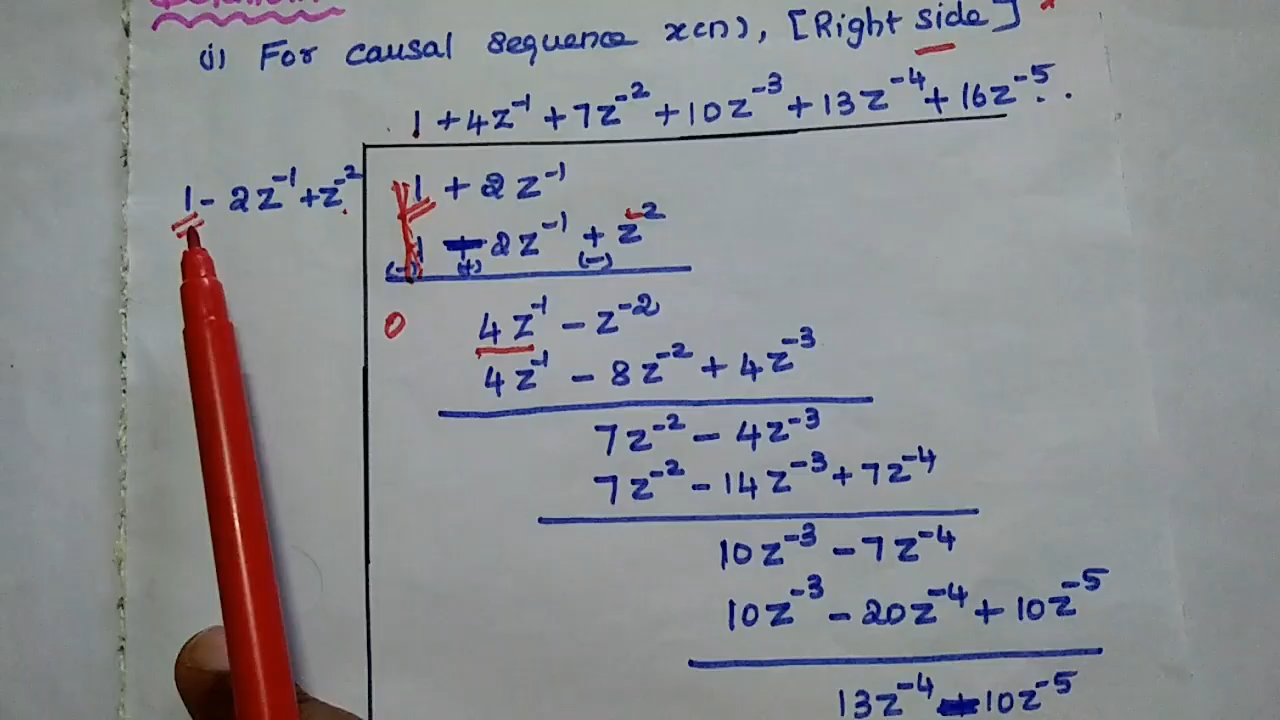 (i) For causal sequence x(n), [Right side] *
1 + 4z⁻¹ + 7z⁻² + 10z⁻³ + 13z⁻⁴ + 16z⁻⁵ . .
1 - 2z⁻¹ + z⁻² 1 + 2z⁻¹
1 - 2z⁻¹ + z⁻²
(-) (+) (-)
0 4z⁻¹ - z⁻²
4z⁻¹ - 8z⁻² + 4z⁻³
7z⁻² - 4z⁻³
7z⁻² - 14z⁻³ + 7z⁻⁴
10z⁻³ - 7z⁻⁴
10z⁻³ - 20z⁻⁴ + 10z⁻⁵
13z⁻⁴ - 10z⁻⁵